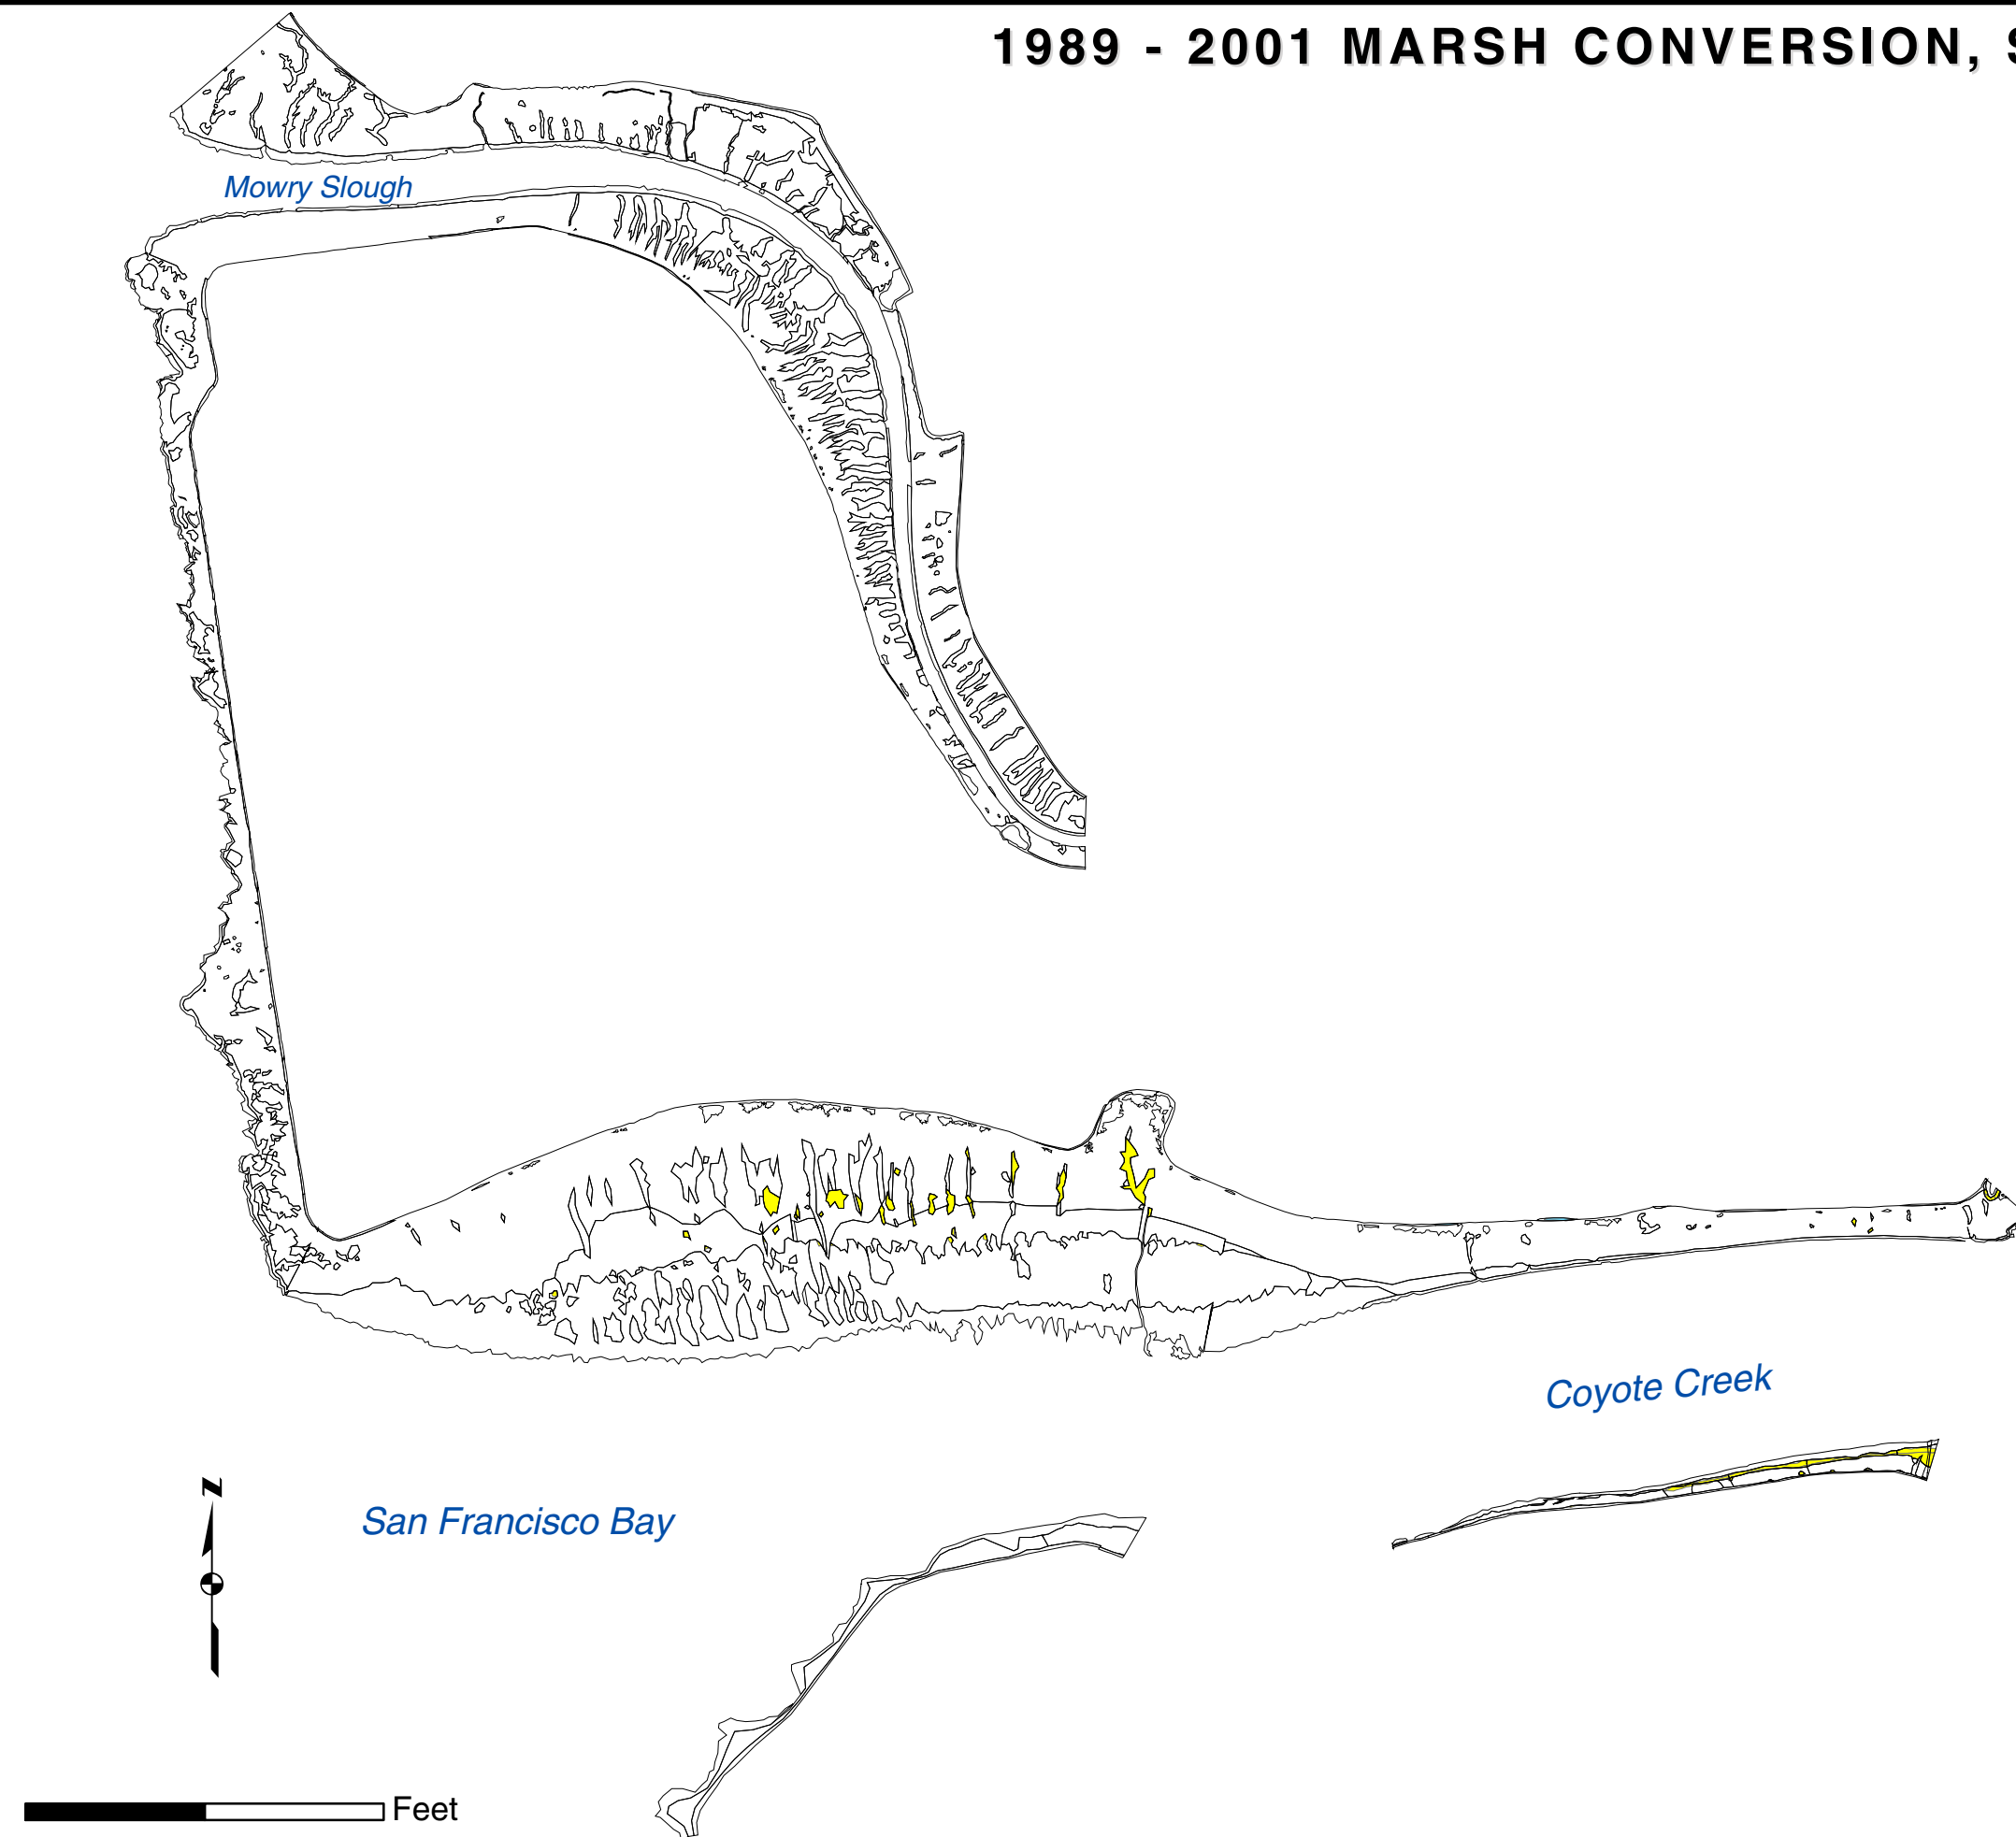 1989 - 2001 MARSH CONVERSION, S
Mowry Slough
Coyote Creek
San Francisco Bay
N
Feet